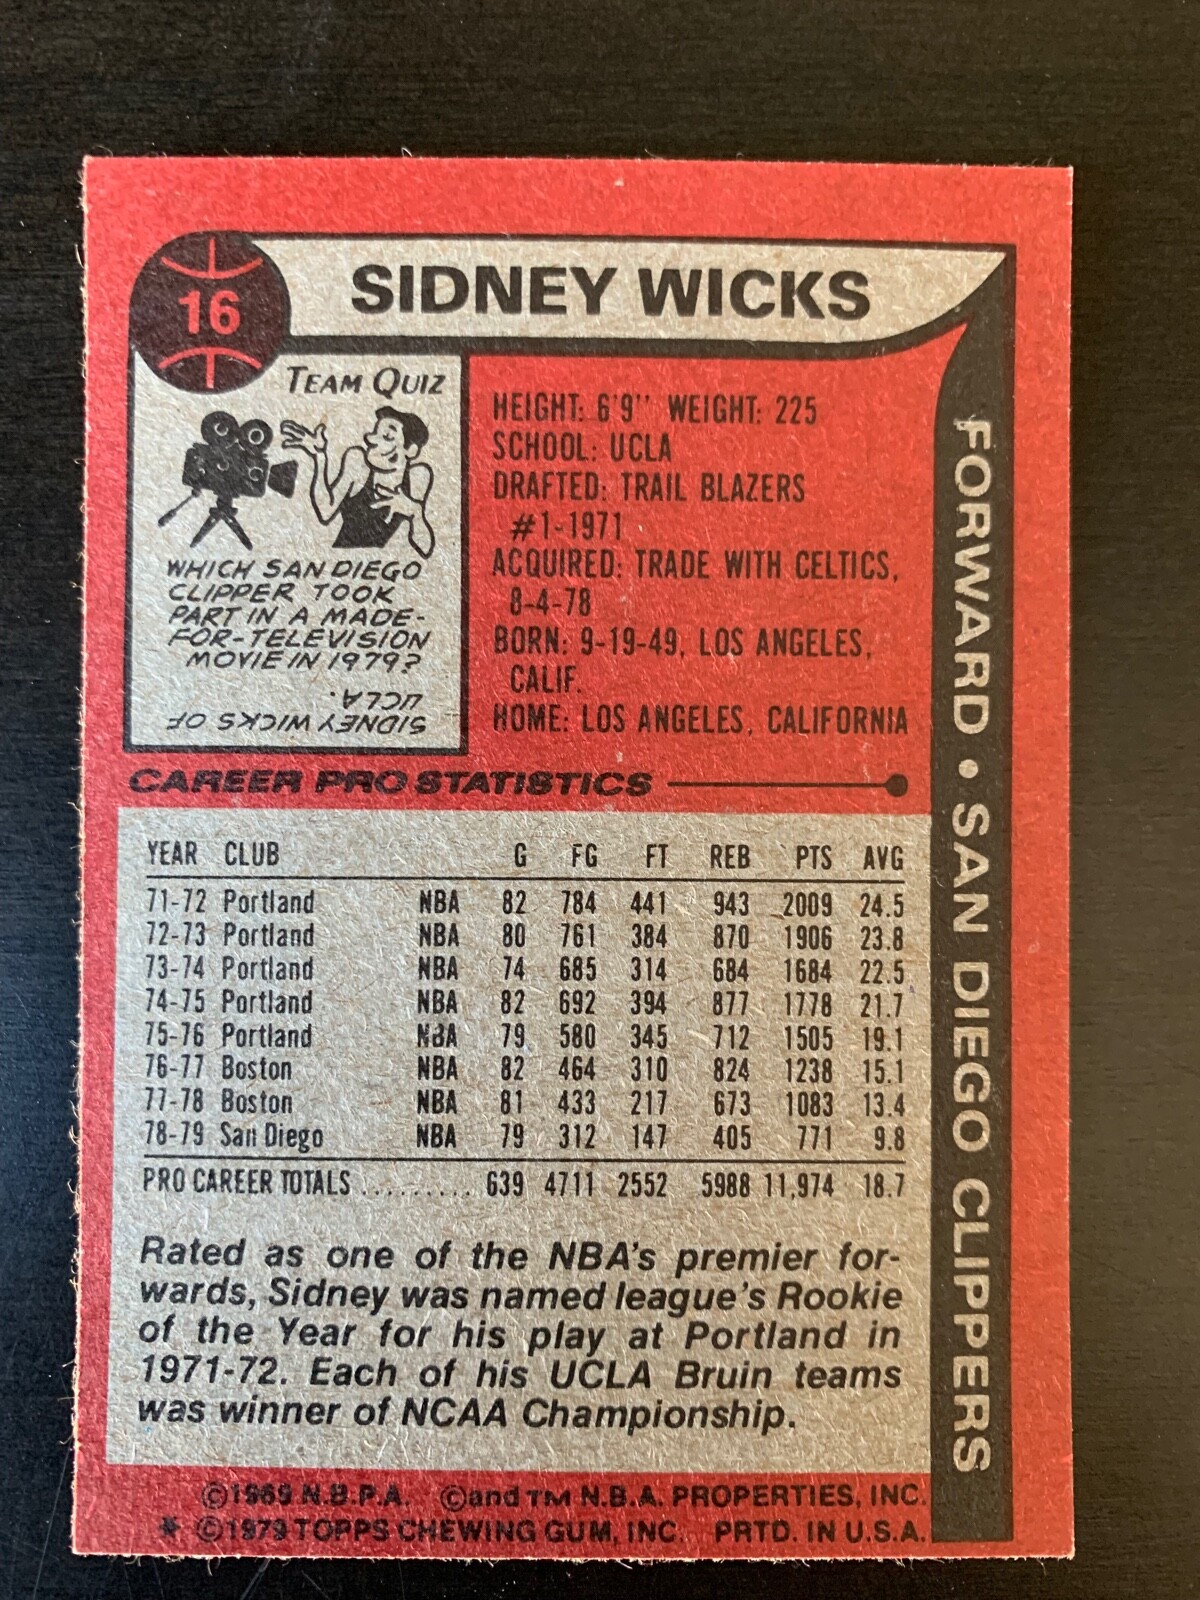 16
SIDNEY WICKS
TEAM QUIZ
WHICH SAN DIEGO
CLIPPER TOOK
PART IN A MADE-
FOR-TELEVISION
MOVIE IN 1979?
SIDNEY WICKS OF
UCLA.
HEIGHT: 6'9" WEIGHT: 225
SCHOOL: UCLA
DRAFTED: TRAIL BLAZERS
#1-1971
ACQUIRED: TRADE WITH CELTICS,
8-4-78
BORN: 9-19-49, LOS ANGELES,
CALIF.
HOME: LOS ANGELES, CALIFORNIA
FORWARD • SAN DIEGO CLIPPERS
CAREER PRO STATISTICS
YEAR CLUB G FG FT REB PTS AVG
71-72 Portland NBA 82 784 441 943 2009 24.5
72-73 Portland NBA 80 761 384 870 1906 23.8
73-74 Portland NBA 74 685 314 684 1684 22.5
74-75 Portland NBA 82 692 394 877 1778 21.7
75-76 Portland NBA 79 580 345 712 1505 19.1
76-77 Boston NBA 82 464 310 824 1238 15.1
77-78 Boston NBA 81 433 217 673 1083 13.4
78-79 San Diego NBA 79 312 147 405 771 9.8
PRO CAREER TOTALS .......... 639 4711 2552 5988 11,974 18.7
Rated as one of the NBA's premier for-
wards, Sidney was named league's Rookie
of the Year for his play at Portland in
1971-72. Each of his UCLA Bruin teams
was winner of NCAA Championship.
©1969 N.B.P.A. ©and TM N.B.A. PROPERTIES, INC.
* ©1979 TOPPS CHEWING GUM, INC. PRTD. IN U.S.A.